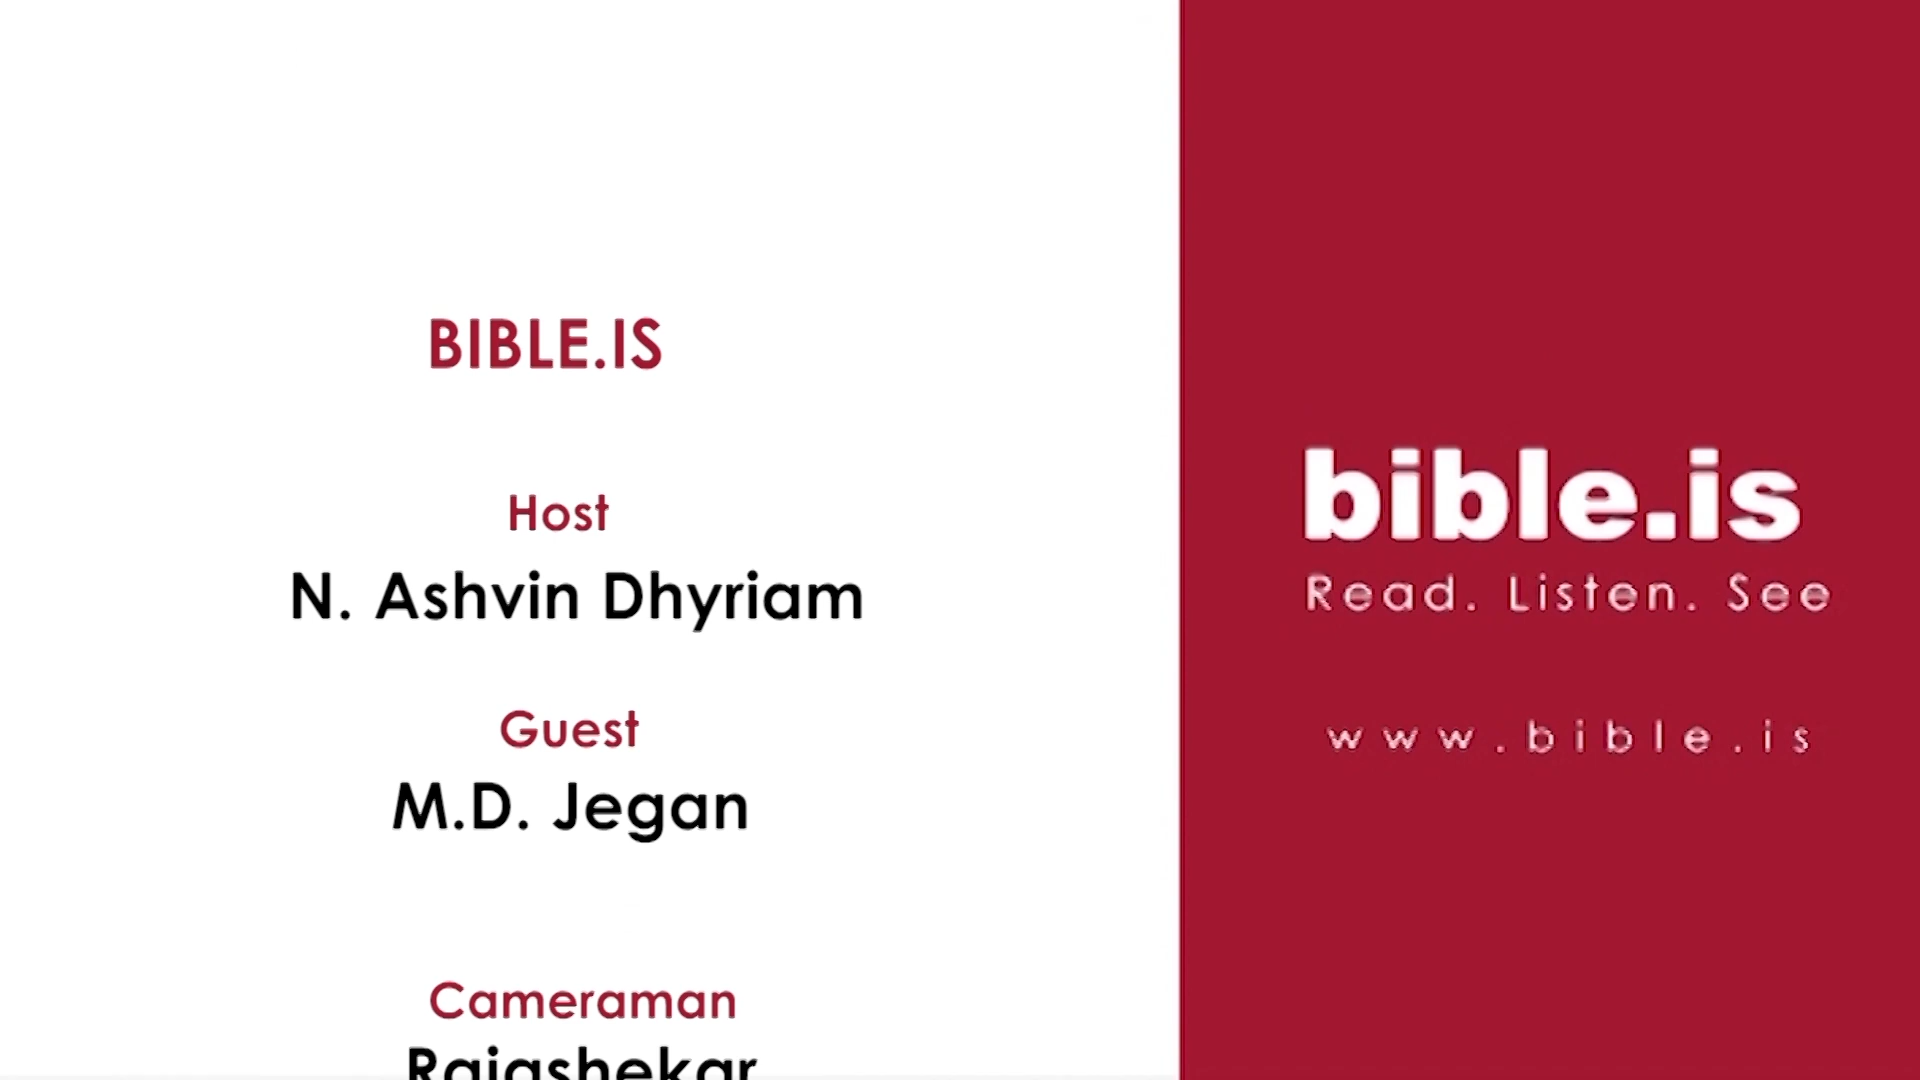 BIBLE.IS
Host
N. Ashvin Dhyriam
Guest
M.D. Jegan
Cameraman
Rajashekar
bible.is
Read. Listen. See
www.bible.is